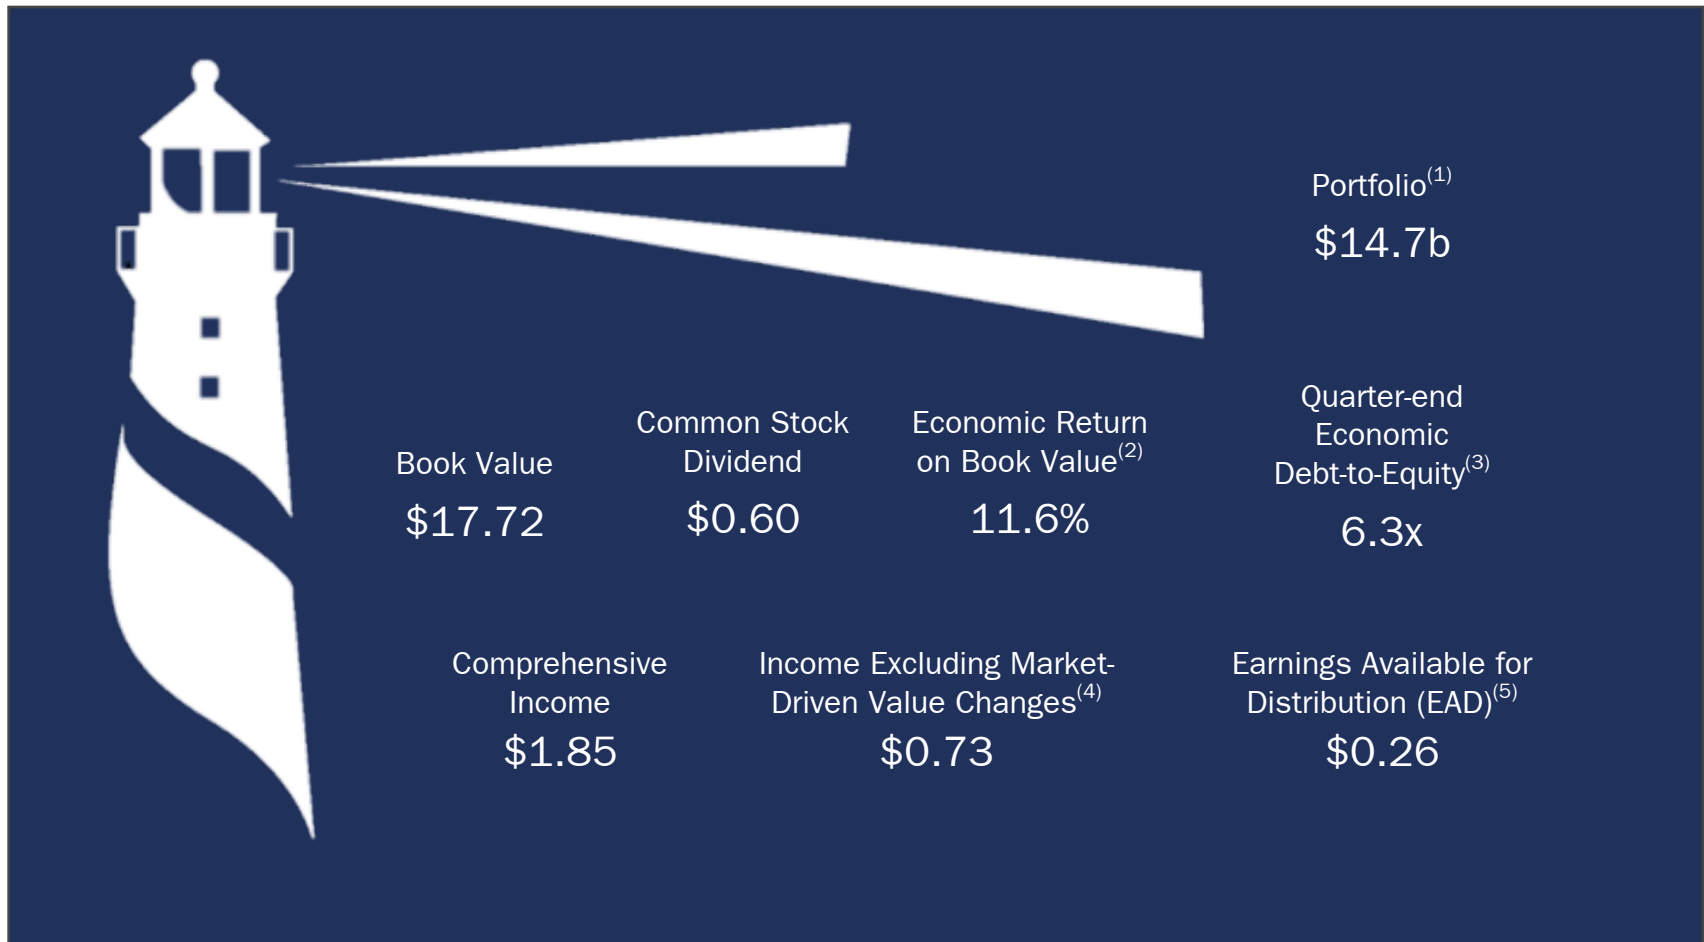 Portfolio(1)
$14.7b
Book Value
$17.72
Common Stock
Dividend
$0.60
Economic Return
on Book Value(2)
11.6%
Quarter-end
Economic
Debt-to-Equity(3)
6.3x
Comprehensive
Income
$1.85
Income Excluding Market-
Driven Value Changes(4)
$0.73
Earnings Available for
Distribution (EAD)(5)
$0.26